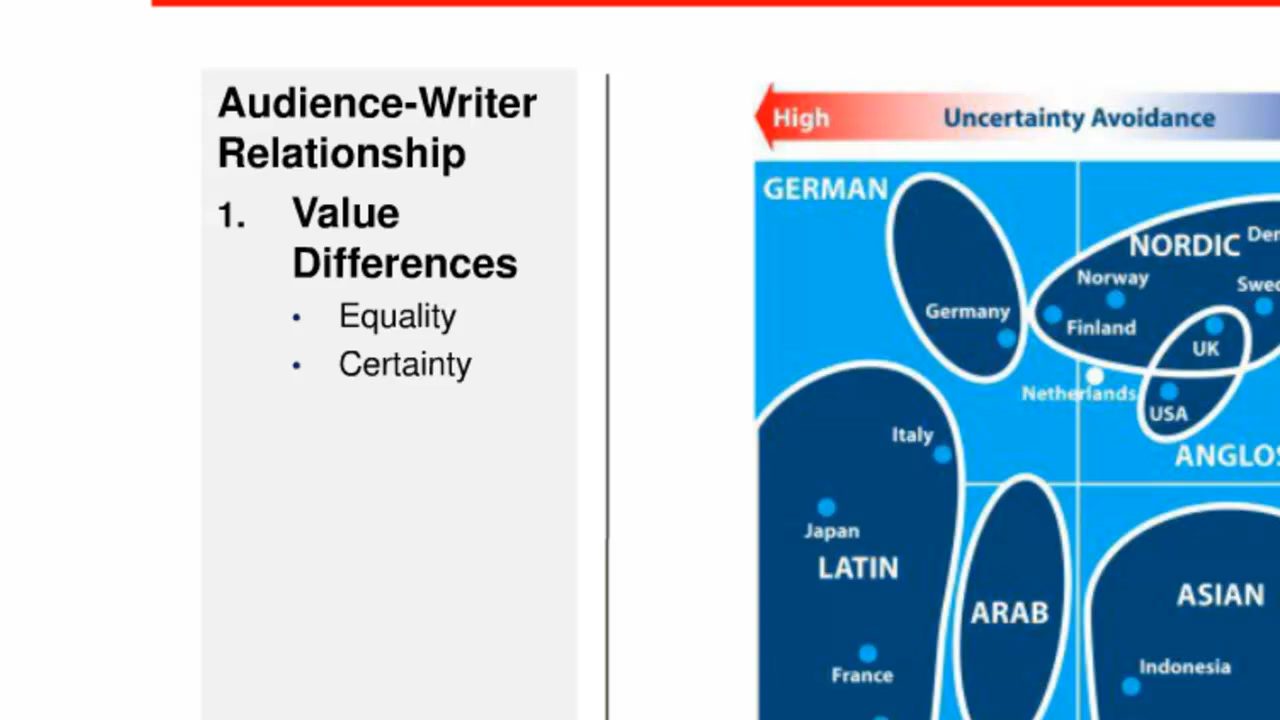 Audience-Writer
Relationship
1. Value
Differences
• Equality
• Certainty
High
Uncertainty Avoidance
GERMAN
NORDIC
Norway
Germany
Finland
UK
Netherlands
USA
Italy
ANGLOS
Japan
LATIN
ASIAN
ARAB
Indonesia
France